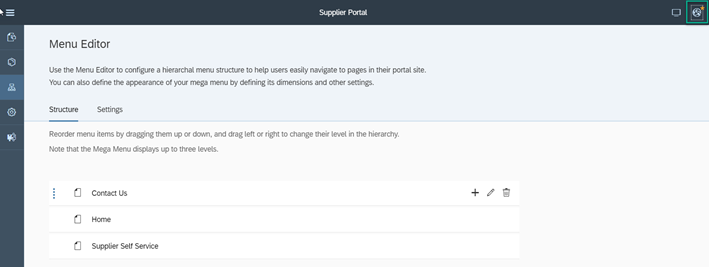 Supplier Portal
Menu Editor
Use the Menu Editor to configure a hierarchal menu structure to help users easily navigate to pages in their portal site.
You can also define the appearance of your mega menu by defining its dimensions and other settings.
Structure Settings
Reorder menu items by dragging them up or down, and drag left or right to change their level in the hierarchy.
Note that the Mega Menu displays up to three levels.
Contact Us
Home
Supplier Self Service